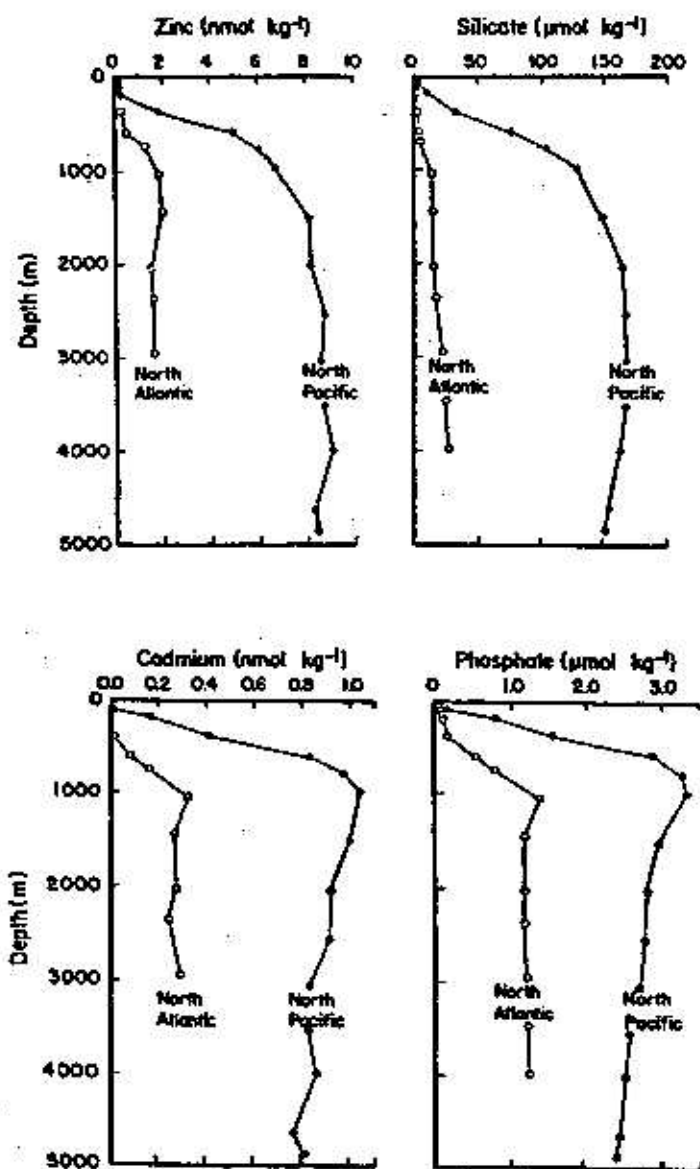 Zinc (nmol kg⁻¹)
0 2 4 6 8 10
Silicate (μmol kg⁻¹)
0 50 100 150 200
Depth (m)
0
1000
2000
3000
4000
5000
North
Atlantic
North
Pacific
North
Atlantic
North
Pacific
Cadmium (nmol kg⁻¹]
0.0 0.2 0.4 0.6 0.8 1.0
Phosphate (μmol kg⁻¹)
0 1.0 2.0 3.0
Depth (m)
0
1000
2000
3000
4000
5000
North
Atlantic
North
Pacific
North
Atlantic
North
Pacific